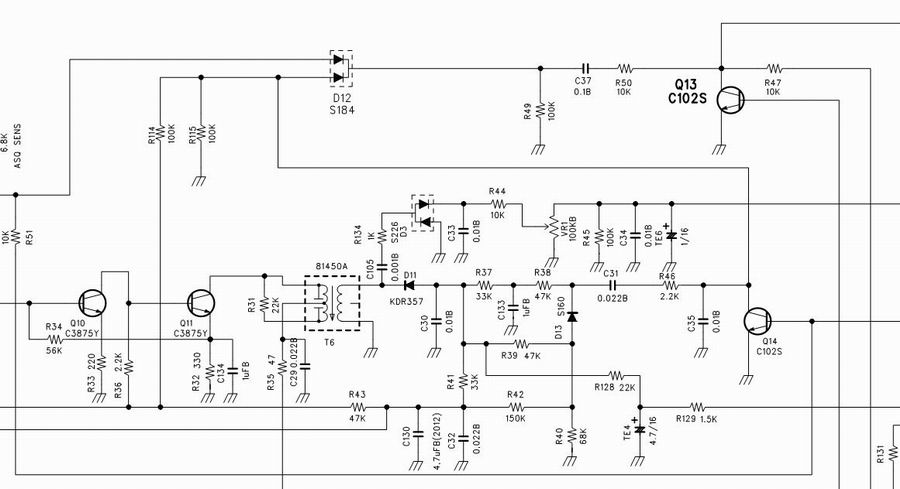 D12
S184
C37
0.1B
R50
10K
Q13
C102S
R47
10K
R49
100K
6.8K
ASQ SENS
R114
100K
R115
100K
10K
R51
R134
1K
S226
D3
C105
0.001B
C33
0.01B
R44
10K
VR1
100KB
R45
100K
C34
0.01B
TE6
+
1/16
Q10
C3875Y
Q11
C3875Y
R34
56K
R33
220
R36
2.2K
R32
330
C134
1uFB
R31
22K
R35
47
C29
0.022B
81450A
T6
D11
KDR357
C30
0.01B
R37
33K
C133
1uFB
R38
47K
S160
D13
C31
0.022B
R46
2.2K
C35
0.01B
Q14
C102S
R39
47K
R41
33K
R128
22K
R43
47K
R42
150K
R129
1.5K
C130
4.7uFB(2012)
C32
0.022B
R40
68K
TE4
+
4.7/16
R131